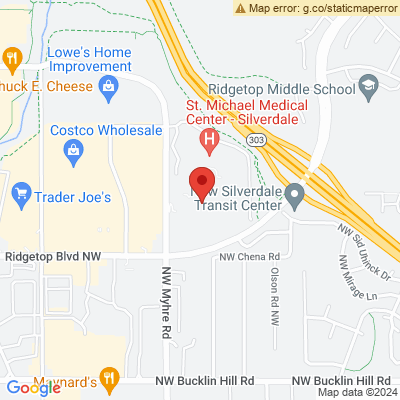 Map error: g.co/staticmaperror
Lowe's Home
Improvement
huck E. Cheese
Ridgetop Middle School
St. Michael Medical
Center - Silverdale
303
Costco Wholesale
Trader Joe's
New Silverdale
Transit Center
NW Sid Uhinck Dr
Ridgetop Blvd NW
NW Chena Rd
NW Mirage Ln
NW Myhre Rd
Olson Rd NW
Maynard's
NW Bucklin Hill Rd
NW Bucklin Hill Rd
Google
Map data ©2024